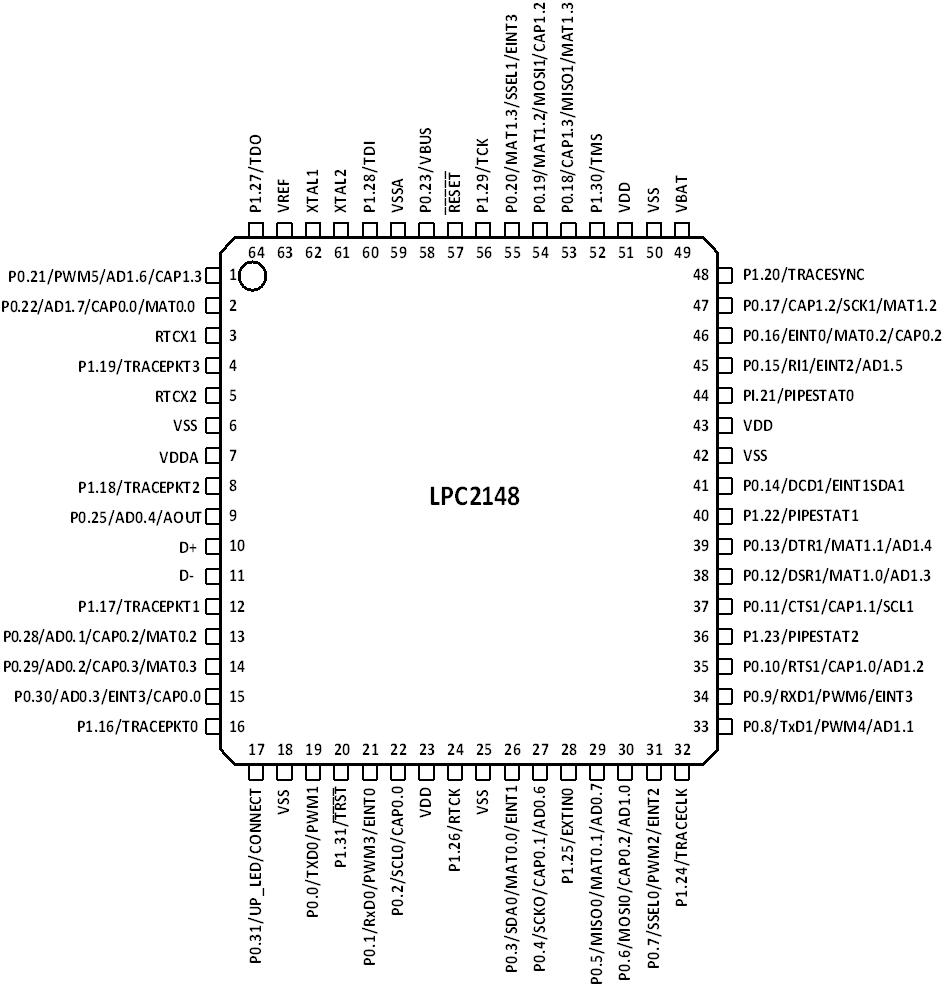 P1.27/TDO
VREF
XTAL1
XTAL2
P1.28/TDI
VSSA
P0.23/VBUS
RESET
P1.29/TCK
P0.20/MAT1.3/SSEL1/EINT3
P0.19/MAT1.2/MOSI1/CAP1.2
P0.18/CAP1.3/MISO1/MAT1.3
P1.30/TMS
VDD
VSS
VBAT
64 63 62 61 60 59 58 57 56 55 54 53 52 51 50 49
P0.21/PWM5/AD1.6/CAP1.3 1
P0.22/AD1.7/CAP0.0/MAT0.0 2
RTCX1 3
P1.19/TRACEPKT3 4
RTCX2 5
VSS 6
VDDA 7
P1.18/TRACEPKT2 8
P0.25/AD0.4/AOUT 9
D+ 10
D- 11
P1.17/TRACEPKT1 12
P0.28/AD0.1/CAP0.2/MAT0.2 13
P0.29/AD0.2/CAP0.3/MAT0.3 14
P0.30/AD0.3/EINT3/CAP0.0 15
P1.16/TRACEPKT0 16
LPC2148
48 P1.20/TRACESYNC
47 P0.17/CAP1.2/SCK1/MAT1.2
46 P0.16/EINT0/MAT0.2/CAP0.2
45 P0.15/RI1/EINT2/AD1.5
44 PI.21/PIPESTAT0
43 VDD
42 VSS
41 P0.14/DCD1/EINT1SDA1
40 P1.22/PIPESTAT1
39 P0.13/DTR1/MAT1.1/AD1.4
38 P0.12/DSR1/MAT1.0/AD1.3
37 P0.11/CTS1/CAP1.1/SCL1
36 P1.23/PIPESTAT2
35 P0.10/RTS1/CAP1.0/AD1.2
34 P0.9/RXD1/PWM6/EINT3
33 P0.8/TxD1/PWM4/AD1.1
17 18 19 20 21 22 23 24 25 26 27 28 29 30 31 32
P0.31/UP_LED/CONNECT
VSS
P0.0/TXD0/PWM1
P1.31/TRST
P0.1/RxD0/PWM3/EINT0
P0.2/SCL0/CAP0.0
VDD
P1.26/RTCK
VSS
P0.3/SDA0/MAT0.0/EINT1
P0.4/SCKO/CAP0.1/AD0.6
P1.25/EXTIN0
P0.5/MISO0/MAT0.1/AD0.7
P0.6/MOSI0/CAP0.2/AD1.0
P0.7/SSEL0/PWM2/EINT2
P1.24/TRACECLK